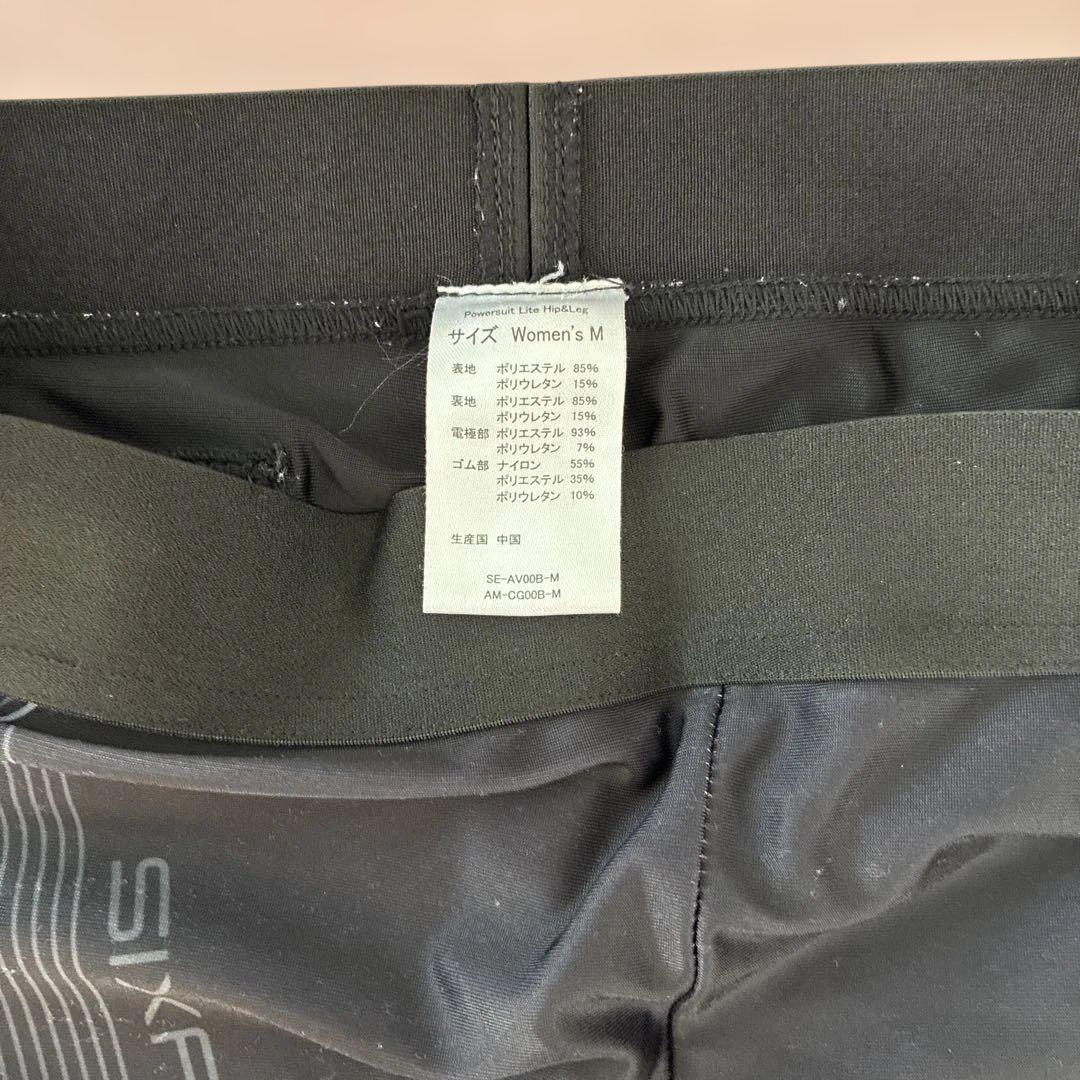 Powersuit Lite Hip&Leg
サイズ Women's M
表地 ポリエステル 85%
ポリウレタン 15%
裏地 ポリエステル 85%
ポリウレタン 15%
電極部 ポリエステル 93%
ポリウレタン 7%
ゴム部 ナイロン 55%
ポリエステル 35%
ポリウレタン 10%
生産国 中国
SE-AV00B-M
AM-CG00B-M
SIXP